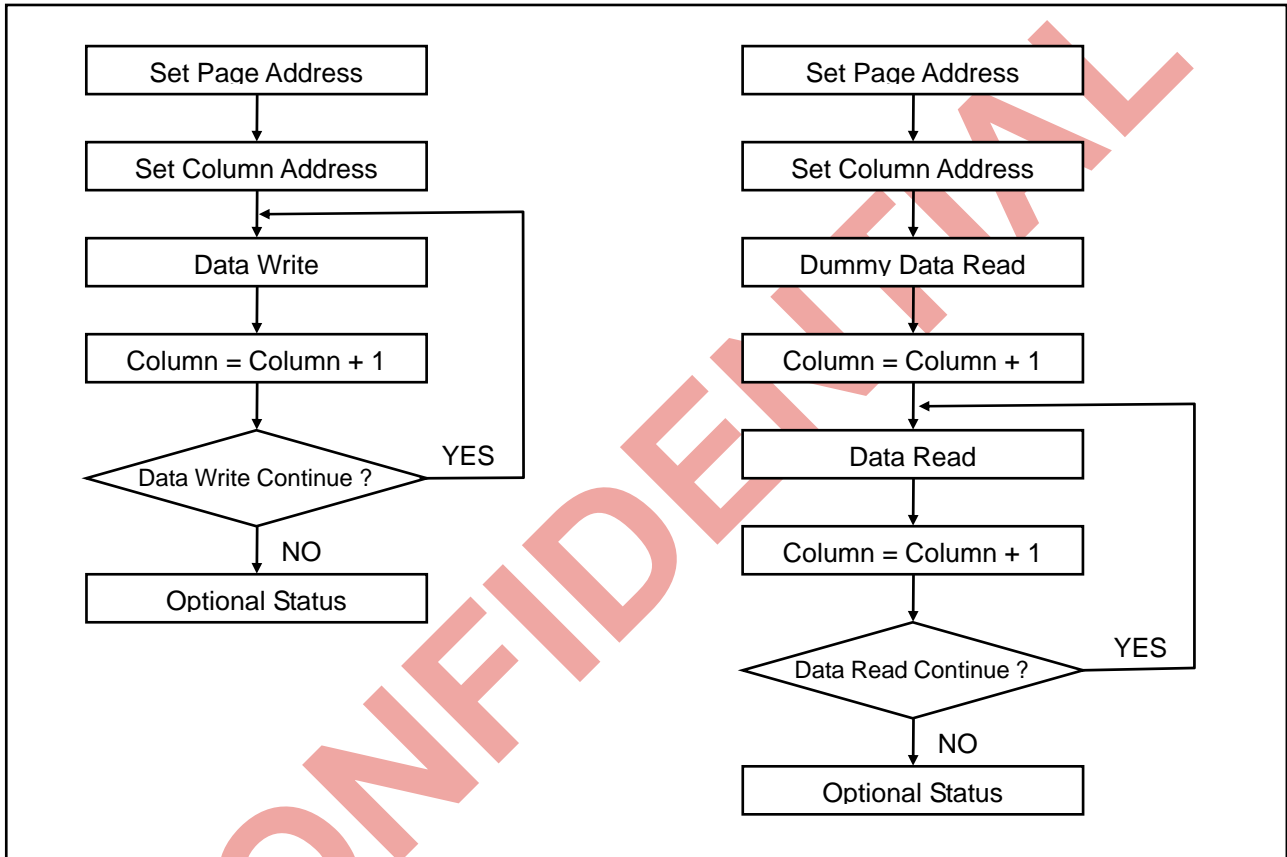 Set Page Address
Set Column Address
Data Write
Column = Column + 1
Data Write Continue ?
YES
NO
Optional Status
Set Page Address
Set Column Address
Dummy Data Read
Column = Column + 1
Data Read
Column = Column + 1
Data Read Continue ?
YES
NO
Optional Status
ONFIDENTIAL